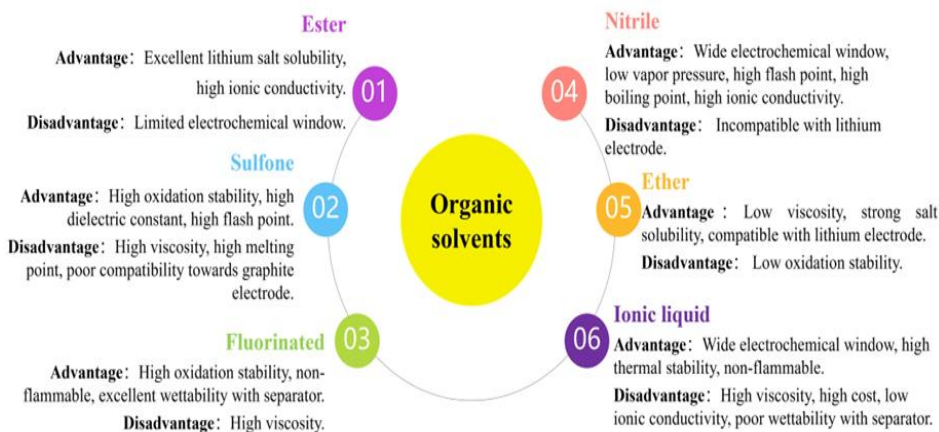 Ester
Advantage： Excellent lithium salt solubility,
high ionic conductivity.
Disadvantage： Limited electrochemical window.
01
Sulfone
Advantage： High oxidation stability, high
dielectric constant, high flash point.
Disadvantage： High viscosity, high melting
point, poor compatibility towards graphite
electrode.
02
Fluorinated
Advantage： High oxidation stability, non-
flammable, excellent wettability with separator.
Disadvantage： High viscosity.
03
Organic
solvents
Nitrile
Advantage： Wide electrochemical window,
low vapor pressure, high flash point, high
boiling point, high ionic conductivity.
Disadvantage： Incompatible with lithium
electrode.
04
Ether
Advantage ： Low viscosity, strong salt
solubility, compatible with lithium electrode.
Disadvantage： Low oxidation stability.
05
Ionic liquid
Advantage： Wide electrochemical window, high
thermal stability, non-flammable.
Disadvantage： High viscosity, high cost, low
ionic conductivity, poor wettability with separator.
06